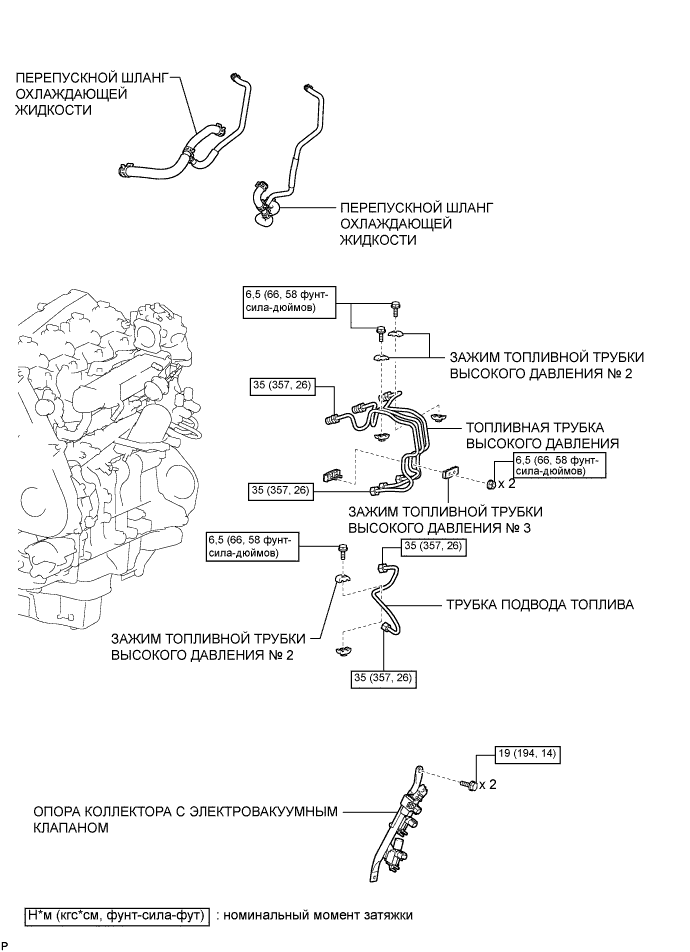 ПЕРЕПУСКНОЙ ШЛАНГ
ОХЛАЖДАЮЩЕЙ
ЖИДКОСТИ
ПЕРЕПУСКНОЙ ШЛАНГ
ОХЛАЖДАЮЩЕЙ
ЖИДКОСТИ
6,5 (66, 58 фунт-
сила-дюймов)
ЗАЖИМ ТОПЛИВНОЙ ТРУБКИ
ВЫСОКОГО ДАВЛЕНИЯ № 2
35 (357, 26)
ТОПЛИВНАЯ ТРУБКА
ВЫСОКОГО ДАВЛЕНИЯ
6,5 (66, 58 фунт-
сила-дюймов)
x 2
35 (357, 26)
ЗАЖИМ ТОПЛИВНОЙ ТРУБКИ
ВЫСОКОГО ДАВЛЕНИЯ № 3
6,5 (66, 58 фунт-
сила-дюймов)
35 (357, 26)
ТРУБКА ПОДВОДА ТОПЛИВА
ЗАЖИМ ТОПЛИВНОЙ ТРУБКИ
ВЫСОКОГО ДАВЛЕНИЯ № 2
35 (357, 26)
19 (194, 14)
x 2
ОПОРА КОЛЛЕКТОРА С ЭЛЕКТРОВАКУУМНЫМ
КЛАПАНОМ
Н*м (кгс*см, фунт-сила-фут) : номинальный момент затяжки
P